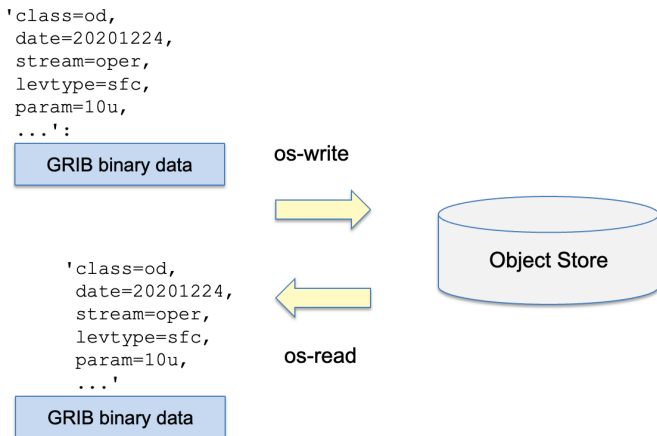 'class=od,
date=20201224,
stream=oper,
levtype=sfc,
param=10u,
...':
GRIB binary data
os-write
Object Store
'class=od,
date=20201224,
stream=oper,
levtype=sfc,
param=10u,
...'
os-read
GRIB binary data